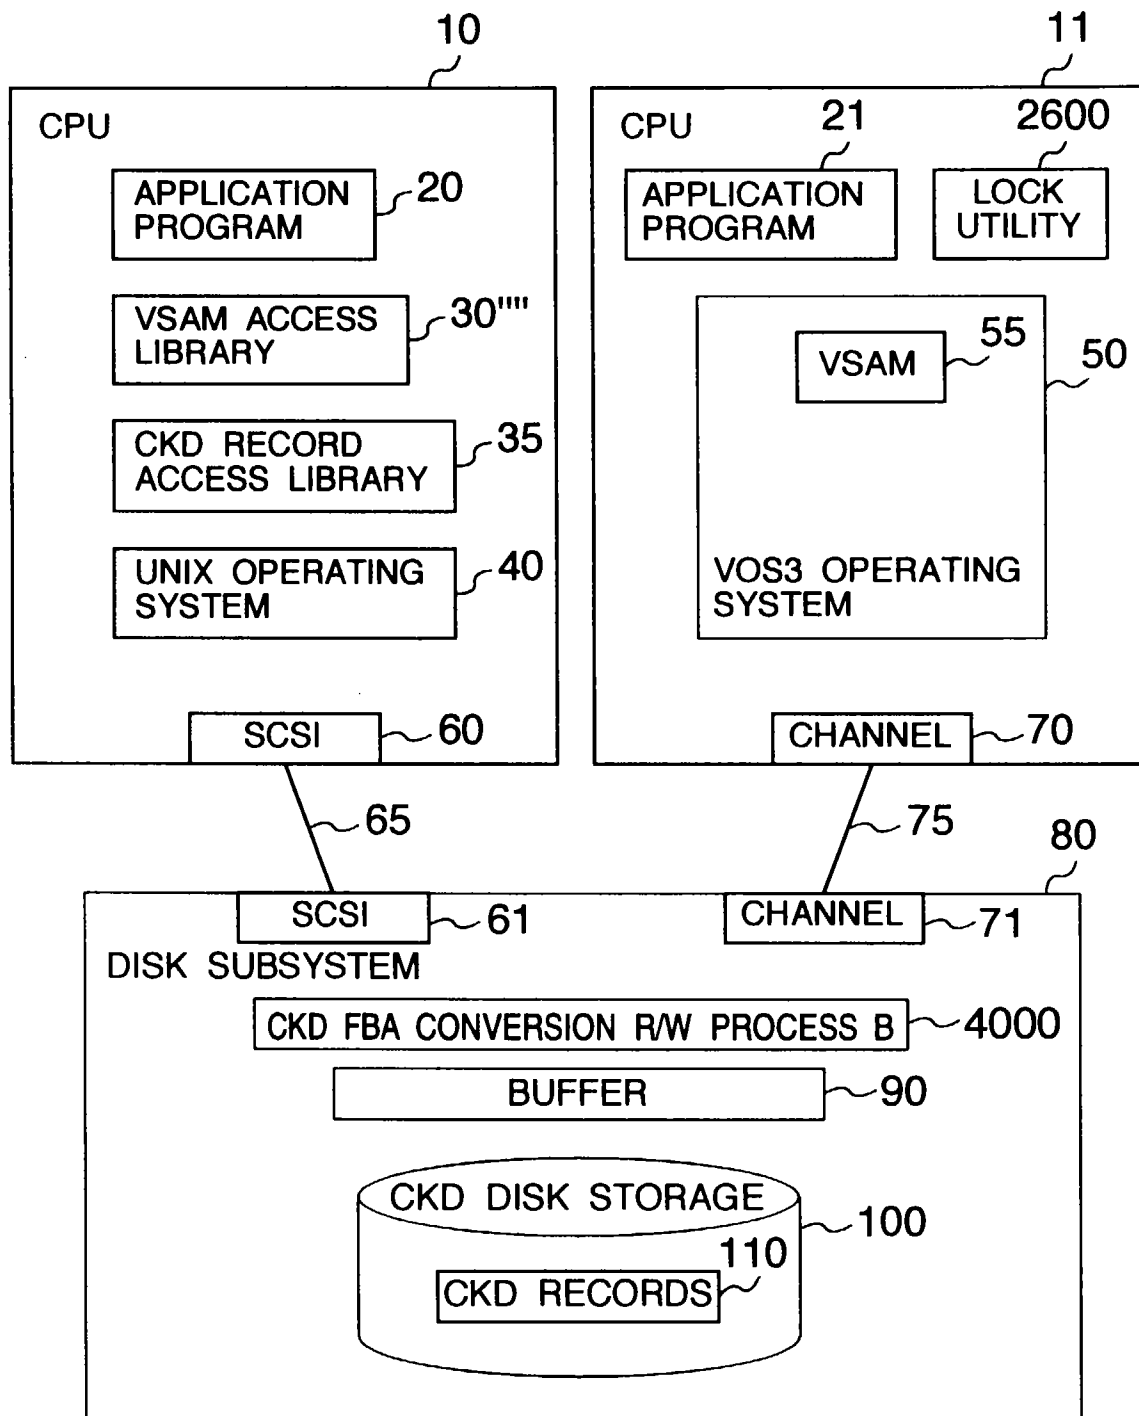 10
11
CPU
APPLICATION
PROGRAM
20
VSAM ACCESS
LIBRARY
30''''
CKD RECORD
ACCESS LIBRARY
35
UNIX OPERATING
SYSTEM
40
SCSI
60
CPU
21
2600
APPLICATION
PROGRAM
LOCK
UTILITY
VSAM
55
50
VOS3 OPERATING
SYSTEM
CHANNEL
70
65
75
80
SCSI
61
CHANNEL
71
DISK SUBSYSTEM
CKD FBA CONVERSION R/W PROCESS B
4000
BUFFER
90
CKD DISK STORAGE
100
110
CKD RECORDS